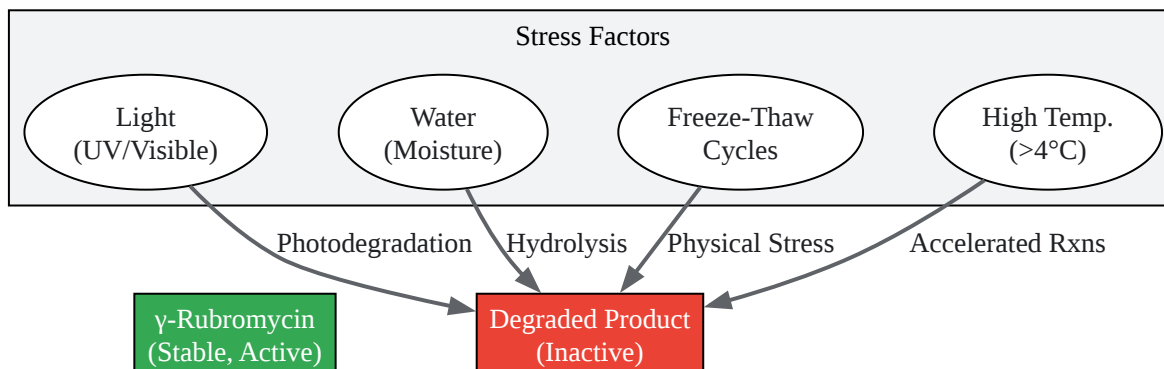 Stress Factors
Light
(UV/Visible)
Water
(Moisture)
Freeze-Thaw
Cycles
High Temp.
(>4°C)
Photodegradation
Hydrolysis
Physical Stress
Accelerated Rxns
γ-Rubromycin
(Stable, Active)
Degraded Product
(Inactive)